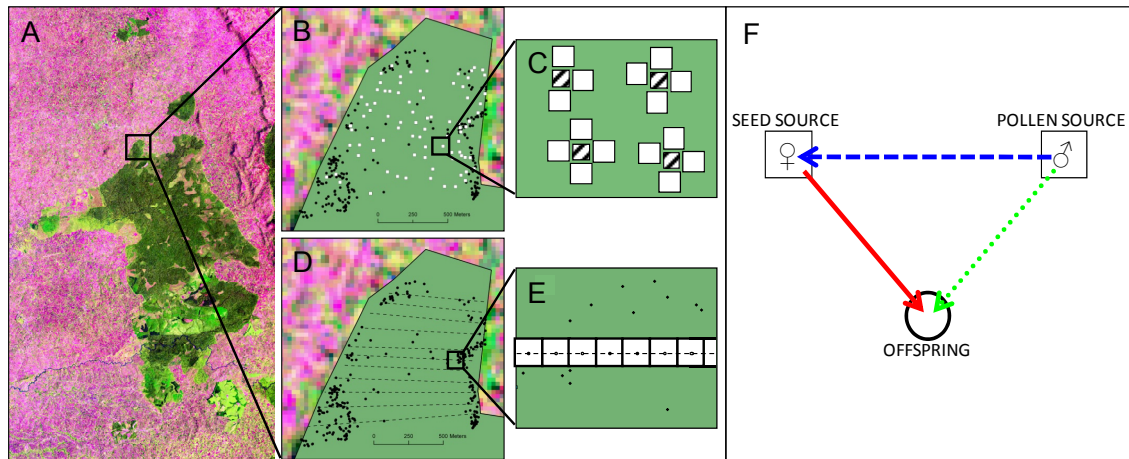 A
B
0 250 500 Meters
C
D
0 250 500 Meters
E
F
SEED SOURCE
POLLEN SOURCE
♀
♂
OFFSPRING